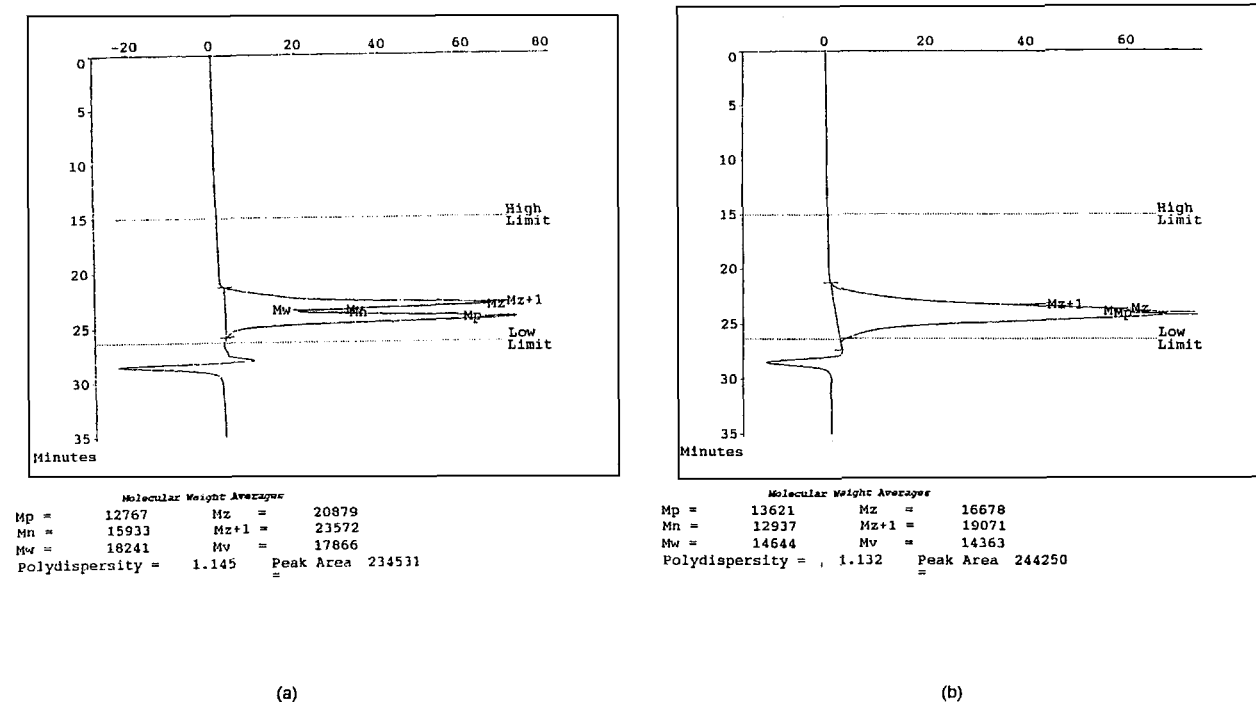 -20 0 20 40 60 80
0
5
10
15
20
25
30
35
Minutes
High
Limit
Mz+1
Mz
Mw
Mn
Mp
Low
Limit
Molecular Weight Averages
Mp = 12767 Mz = 20879
Mn = 15933 Mz+1 = 23572
Mw = 18241 Mv = 17866
Polydispersity = 1.145 Peak Area 234531
=
(a)
0 20 40 60
0
5
10
15
20
25
30
35
Minutes
High
Limit
Mz+1
Mz
Mp
Low
Limit
Molecular Weight Averages
Mp = 13621 Mz = 16678
Mn = 12937 Mz+1 = 19071
Mw = 14644 Mv = 14363
Polydispersity = 1.132 Peak Area 244250
=
(b)